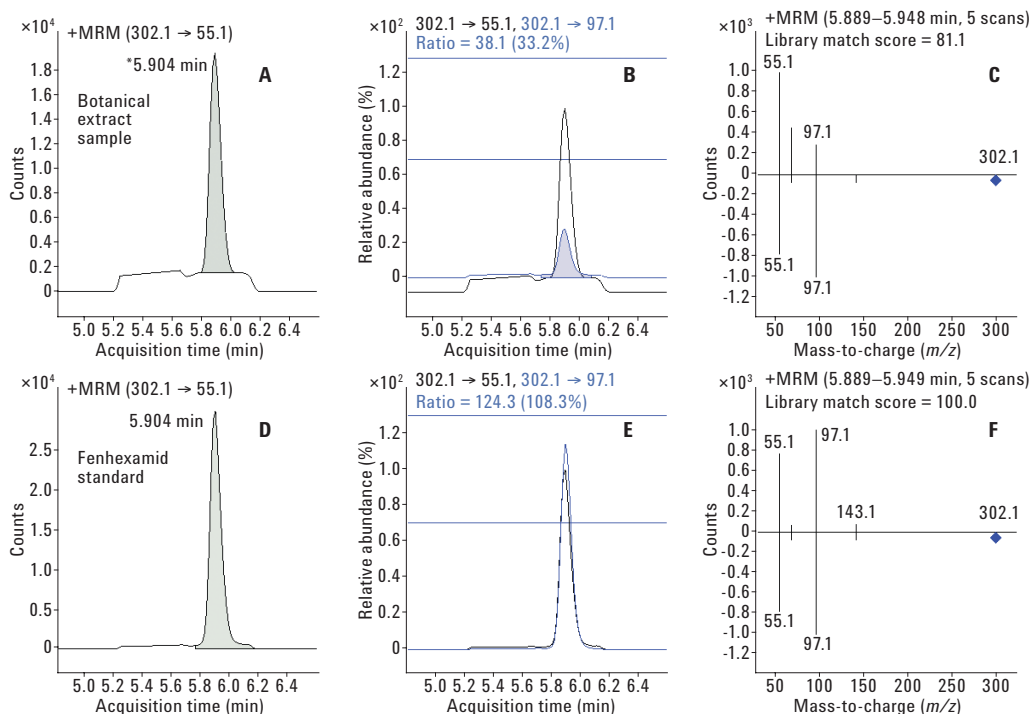 ×10⁴
+MRM (302.1 → 55.1)
*5.904 min
A
Botanical
extract
sample
Counts
1.8
1.6
1.4
1.2
1.0
0.8
0.6
0.4
0.2
0
5.0 5.2 5.4 5.6 5.8 6.0 6.2 6.4
Acquisition time (min)
×10²
302.1 → 55.1, 302.1 → 97.1
Ratio = 38.1 (33.2%)
B
Relative abundance (%)
1.2
1.0
0.8
0.6
0.4
0.2
0
5.0 5.2 5.4 5.6 5.8 6.0 6.2 6.4
Acquisition time (min)
×10³
+MRM (5.889–5.948 min, 5 scans)
Library match score = 81.1
C
55.1
97.1
302.1
55.1
97.1
Counts
1.0
0.8
0.6
0.4
0.2
0
-0.2
-0.4
-0.6
-0.8
-1.0
-1.2
50 100 150 200 250 300
Mass-to-charge (m/z)
×10⁴
+MRM (302.1 → 55.1)
5.904 min
D
Fenhexamid
standard
Counts
2.5
2.0
1.5
1.0
0.5
0
5.0 5.2 5.4 5.6 5.8 6.0 6.2 6.4
Acquisition time (min)
×10²
302.1 → 55.1, 302.1 → 97.1
Ratio = 124.3 (108.3%)
E
Relative abundance (%)
1.2
1.0
0.8
0.6
0.4
0.2
0
5.0 5.2 5.4 5.6 5.8 6.0 6.2 6.4
Acquisition time (min)
×10³
+MRM (5.889–5.949 min, 5 scans)
Library match score = 100.0
F
55.1
97.1
143.1
302.1
55.1
97.1
Counts
1.0
0.8
0.6
0.4
0.2
0
-0.2
-0.4
-0.6
-0.8
-1.0
-1.2
50 100 150 200 250 300
Mass-to-charge (m/z)